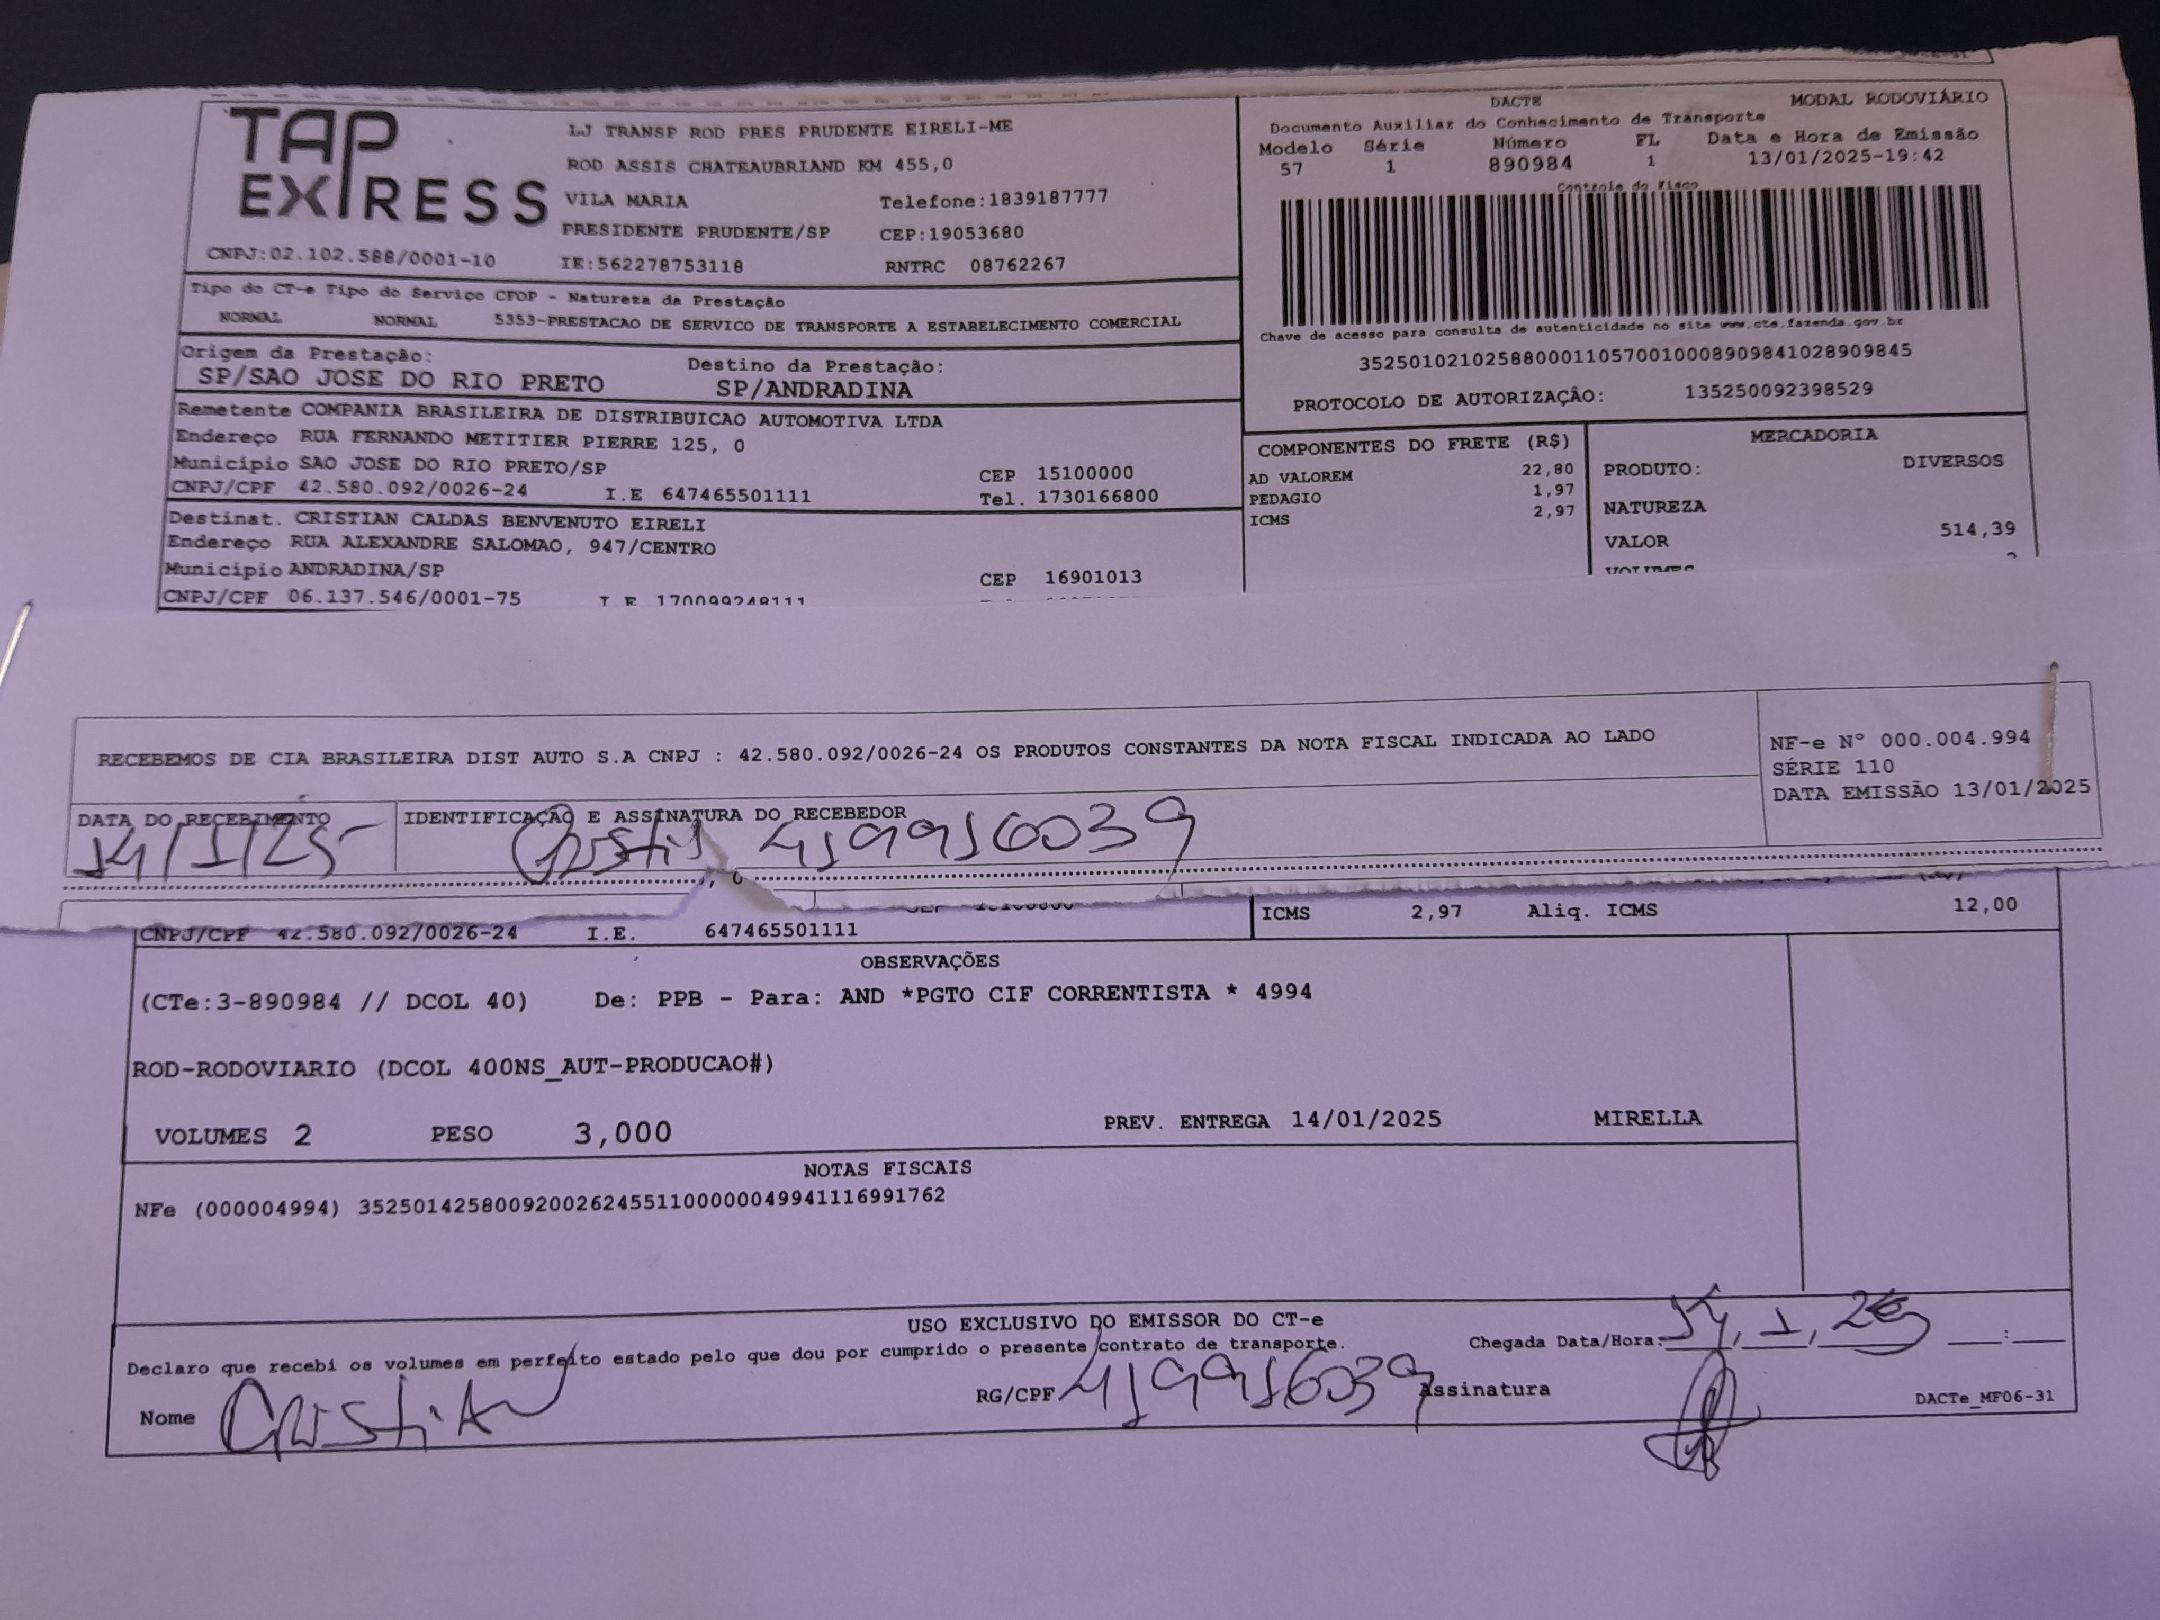 TAP EXPRESS
LJ TRANSP ROD PRES PRUDENTE EIRELI-ME
ROD ASSIS CHATEAUBRIAND KM 455,0
VILA MARIA Telefone:1839187777
PRESIDENTE PRUDENTE/SP CEP:19053680
CNPJ:02.102.588/0001-10 IE:562278753118 RNTRC 08762267
DACTE MODAL RODOVIÁRIO
Documento Auxiliar do Conhecimento de Transporte
Modelo Série Número FL Data e Hora de Emissão
57 1 890984 1 13/01/2025-19:42
Controle do Fisco
Chave de acesso para consulta de autenticidade no site www.cte.fazenda.gov.br
35250102102588000110570010008909841028909845
PROTOCOLO DE AUTORIZAÇÃO: 135250092398529
Tipo do CT-e Tipo do Serviço CFOP - Natureza da Prestação
NORMAL NORMAL 5353-PRESTACAO DE SERVICO DE TRANSPORTE A ESTABELECIMENTO COMERCIAL
Origem da Prestação: Destino da Prestação:
SP/SAO JOSE DO RIO PRETO SP/ANDRADINA
Remetente COMPANIA BRASILEIRA DE DISTRIBUICAO AUTOMOTIVA LTDA
Endereço RUA FERNANDO METITIER PIERRE 125, 0
Município SAO JOSE DO RIO PRETO/SP CEP 15100000
CNPJ/CPF 42.580.092/0026-24 I.E 647465501111 Tel. 1730166800
Destinat. CRISTIAN CALDAS BENVENUTO EIRELI
Endereço RUA ALEXANDRE SALOMAO, 947/CENTRO
Município ANDRADINA/SP CEP 16901013
CNPJ/CPF 06.137.546/0001-75 I E 170099248111
COMPONENTES DO FRETE (R$)
AD VALOREM 22,80
PEDAGIO 1,97
ICMS 2,97
MERCADORIA
PRODUTO: DIVERSOS
NATUREZA
VALOR 514,39
VOLUMES 2
RECEBEMOS DE CIA BRASILEIRA DIST AUTO S.A CNPJ : 42.580.092/0026-24 OS PRODUTOS CONSTANTES DA NOTA FISCAL INDICADA AO LADO
NF-e Nº 000.004.994
SÉRIE 110
DATA EMISSÃO 13/01/2025
DATA DO RECEBIMENTO IDENTIFICAÇÃO E ASSINATURA DO RECEBEDOR
14/1/25 419916039
, 0
CNPJ/CPF 42.580.092/0026-24 I.E. 647465501111 ICMS 2,97 Aliq. ICMS 12,00
OBSERVAÇÕES
(CTe:3-890984 // DCOL 40) De: PPB - Para: AND *PGTO CIF CORRENTISTA * 4994
ROD-RODOVIARIO (DCOL 400NS_AUT-PRODUCAO#)
VOLUMES 2 PESO 3,000 PREV. ENTREGA 14/01/2025 MIRELLA
NOTAS FISCAIS
NFe (000004994) 35250142580092002624551100000049941116991762
USO EXCLUSIVO DO EMISSOR DO CT-e
Declaro que recebi os volumes em perfeito estado pelo que dou por cumprido o presente contrato de transporte. Chegada Data/Hora: 14, 1, 25 :
Nome CRISTIAN RG/CPF 419916039 Assinatura DACTe_MF06-31